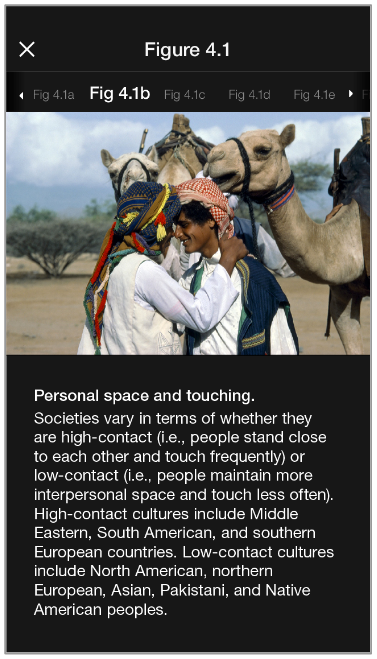 Figure 4.1
Fig 4.1a Fig 4.1b Fig 4.1c Fig 4.1d Fig 4.1e
Personal space and touching.
Societies vary in terms of whether they
are high-contact (i.e., people stand close
to each other and touch frequently) or
low-contact (i.e., people maintain more
interpersonal space and touch less often).
High-contact cultures include Middle
Eastern, South American, and southern
European countries. Low-contact cultures
include North American, northern
European, Asians, Pakistani, and Native
American peoples.